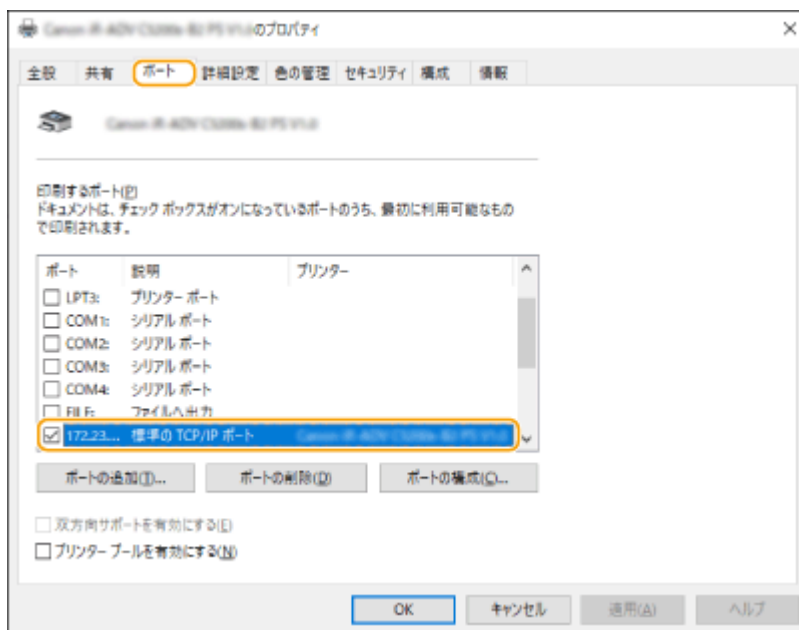 のプロパティ
全般 共有 ポート 詳細設定 色の管理 セキュリティ 構成 情報
印刷するポート(P)
ドキュメントは、チェック ボックスがオンになっているポートのうち、最初に利用可能なもの
で印刷されます。
ポート 説明 プリンター
LPT3: プリンター ポート
COM1: シリアル ポート
COM2: シリアル ポート
COM3: シリアル ポート
COM4: シリアル ポート
FILE: ファイルへ出力
172.23... 標準の TCP/IP ポート
ポートの追加(T)... ポートの削除(D) ポートの構成(C)...
双方向サポートを有効にする(E)
プリンター プールを有効にする(N)
OK キャンセル 適用(A) ヘルプ